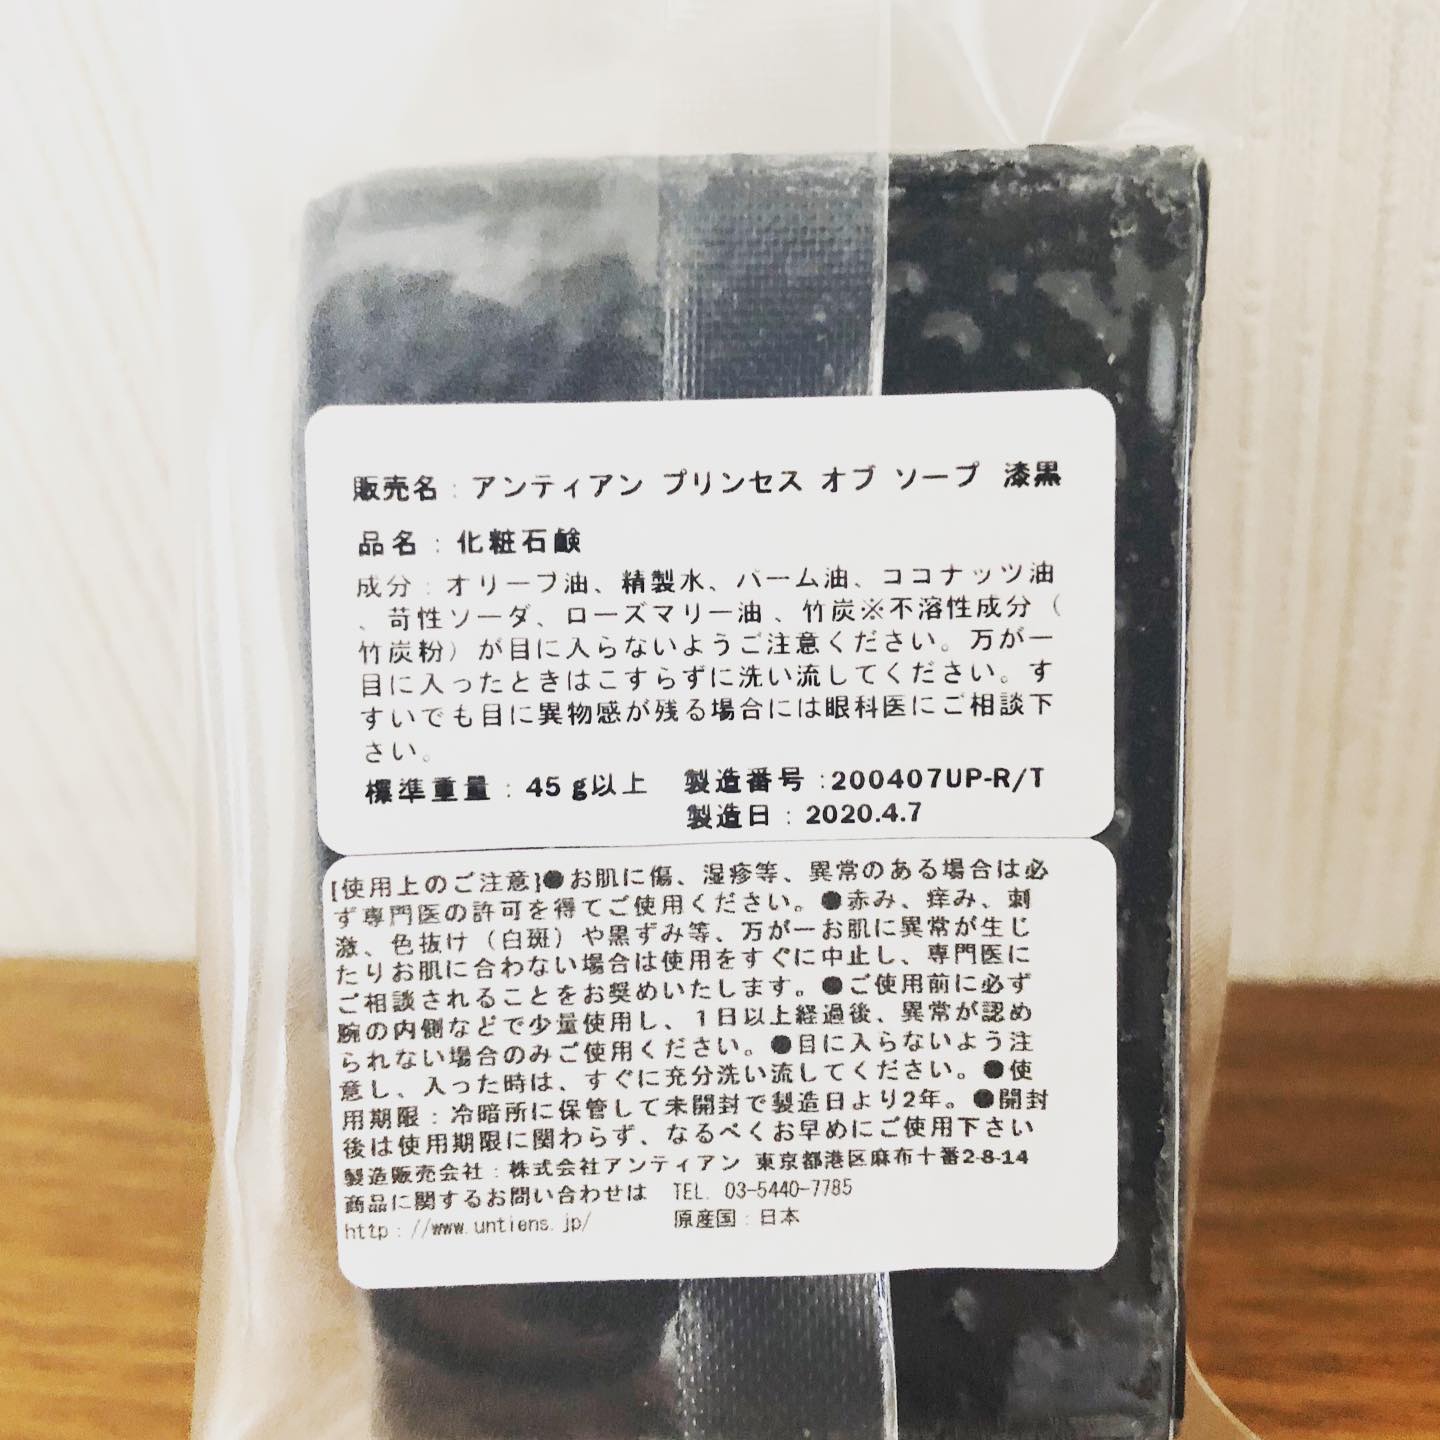 販売名：アンティアン プリンセス オブ ソープ 漆黒
品名：化粧石鹸
成分：オリーブ油、精製水、パーム油、ココナッツ油
、苛性ソーダ、ローズマリー油、竹炭※不溶性成分（
竹炭粉）が目に入らないようご注意ください。万が一
目に入ったときはこすらずに洗い流してください。す
すいでも目に異物感が残る場合には眼科医にご相談下
さい。
標準重量：45g以上 製造番号：200407UP-R/T
製造日：2020.4.7
[使用上のご注意]●お肌に傷、湿疹等、異常のある場合は必
ず専門医の許可を得てご使用ください。●赤み、痒み、刺
激、色抜け（白斑）や黒ずみ等、万が一お肌に異常が生じ
たりお肌に合わない場合は使用をすぐに中止し、専門医に
ご相談されることをお奨めいたします。●ご使用前に必ず
腕の内側などで少量使用し、1日以上経過後、異常が認め
られない場合のみご使用ください。●目に入らないよう注
意し、入った時は、すぐに充分洗い流してください。●使
用期限：冷暗所に保管して未開封で製造日より2年。●開封
後は使用期限に関わらず、なるべくお早めにご使用下さい
製造販売会社：株式会社アンティアン 東京都港区麻布十番2-8-14
商品に関するお問い合わせは TEL. 03-5440-7785
http://www.untiens.jp/ 原産国：日本